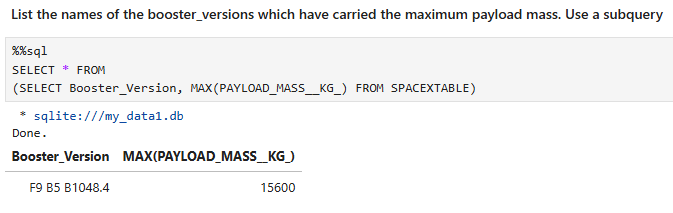 List the names of the booster_versions which have carried the maximum payload mass. Use a subquery
%%sql
SELECT * FROM
(SELECT Booster_Version, MAX(PAYLOAD_MASS__KG_) FROM SPACEXTABLE)
* sqlite:///my_data1.db
Done.
Booster_Version MAX(PAYLOAD_MASS__KG_)
F9 B5 B1048.4 15600